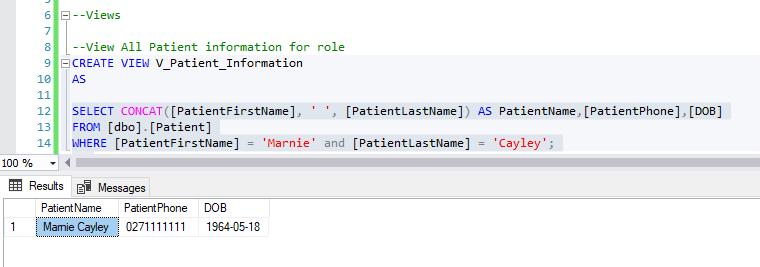 6 --Views
7
8 --View All Patient information for role
9 CREATE VIEW V_Patient_Information
10 AS
11
12 SELECT CONCAT([PatientFirstName], ' ', [PatientLastName]) AS PatientName,[PatientPhone],[DOB]
13 FROM [dbo].[Patient]
14 WHERE [PatientFirstName] = 'Marnie' and [PatientLastName] = 'Cayley';
100 %
Results Messages
PatientName PatientPhone DOB
1 Marnie Cayley 0271111111 1964-05-18